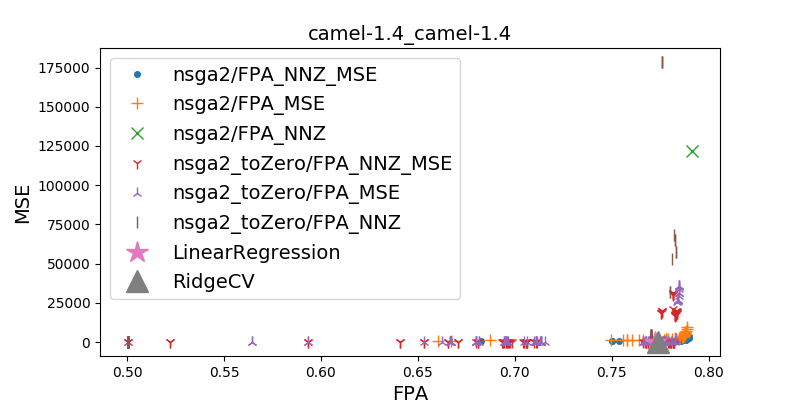 camel-1.4_camel-1.4
MSE
175000
150000
125000
100000
75000
50000
25000
0
nsga2/FPA_NNZ_MSE
nsga2/FPA_MSE
nsga2/FPA_NNZ
nsga2_toZero/FPA_NNZ_MSE
nsga2_toZero/FPA_MSE
nsga2_toZero/FPA_NNZ
LinearRegression
RidgeCV
0.50 0.55 0.60 0.65 0.70 0.75 0.80
FPA